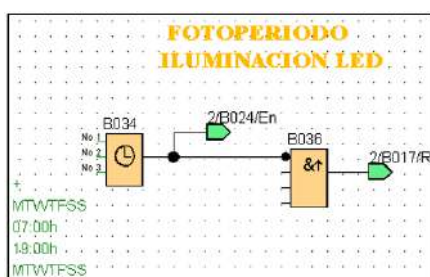 FOTOPERIODO
ILUMINACION LED
B034
No 1
No 2
No 3
2/B024/En
B036
&↑
2/B017/R
+
MTWTFSS
07:00h
19:00h
MTWTFSS